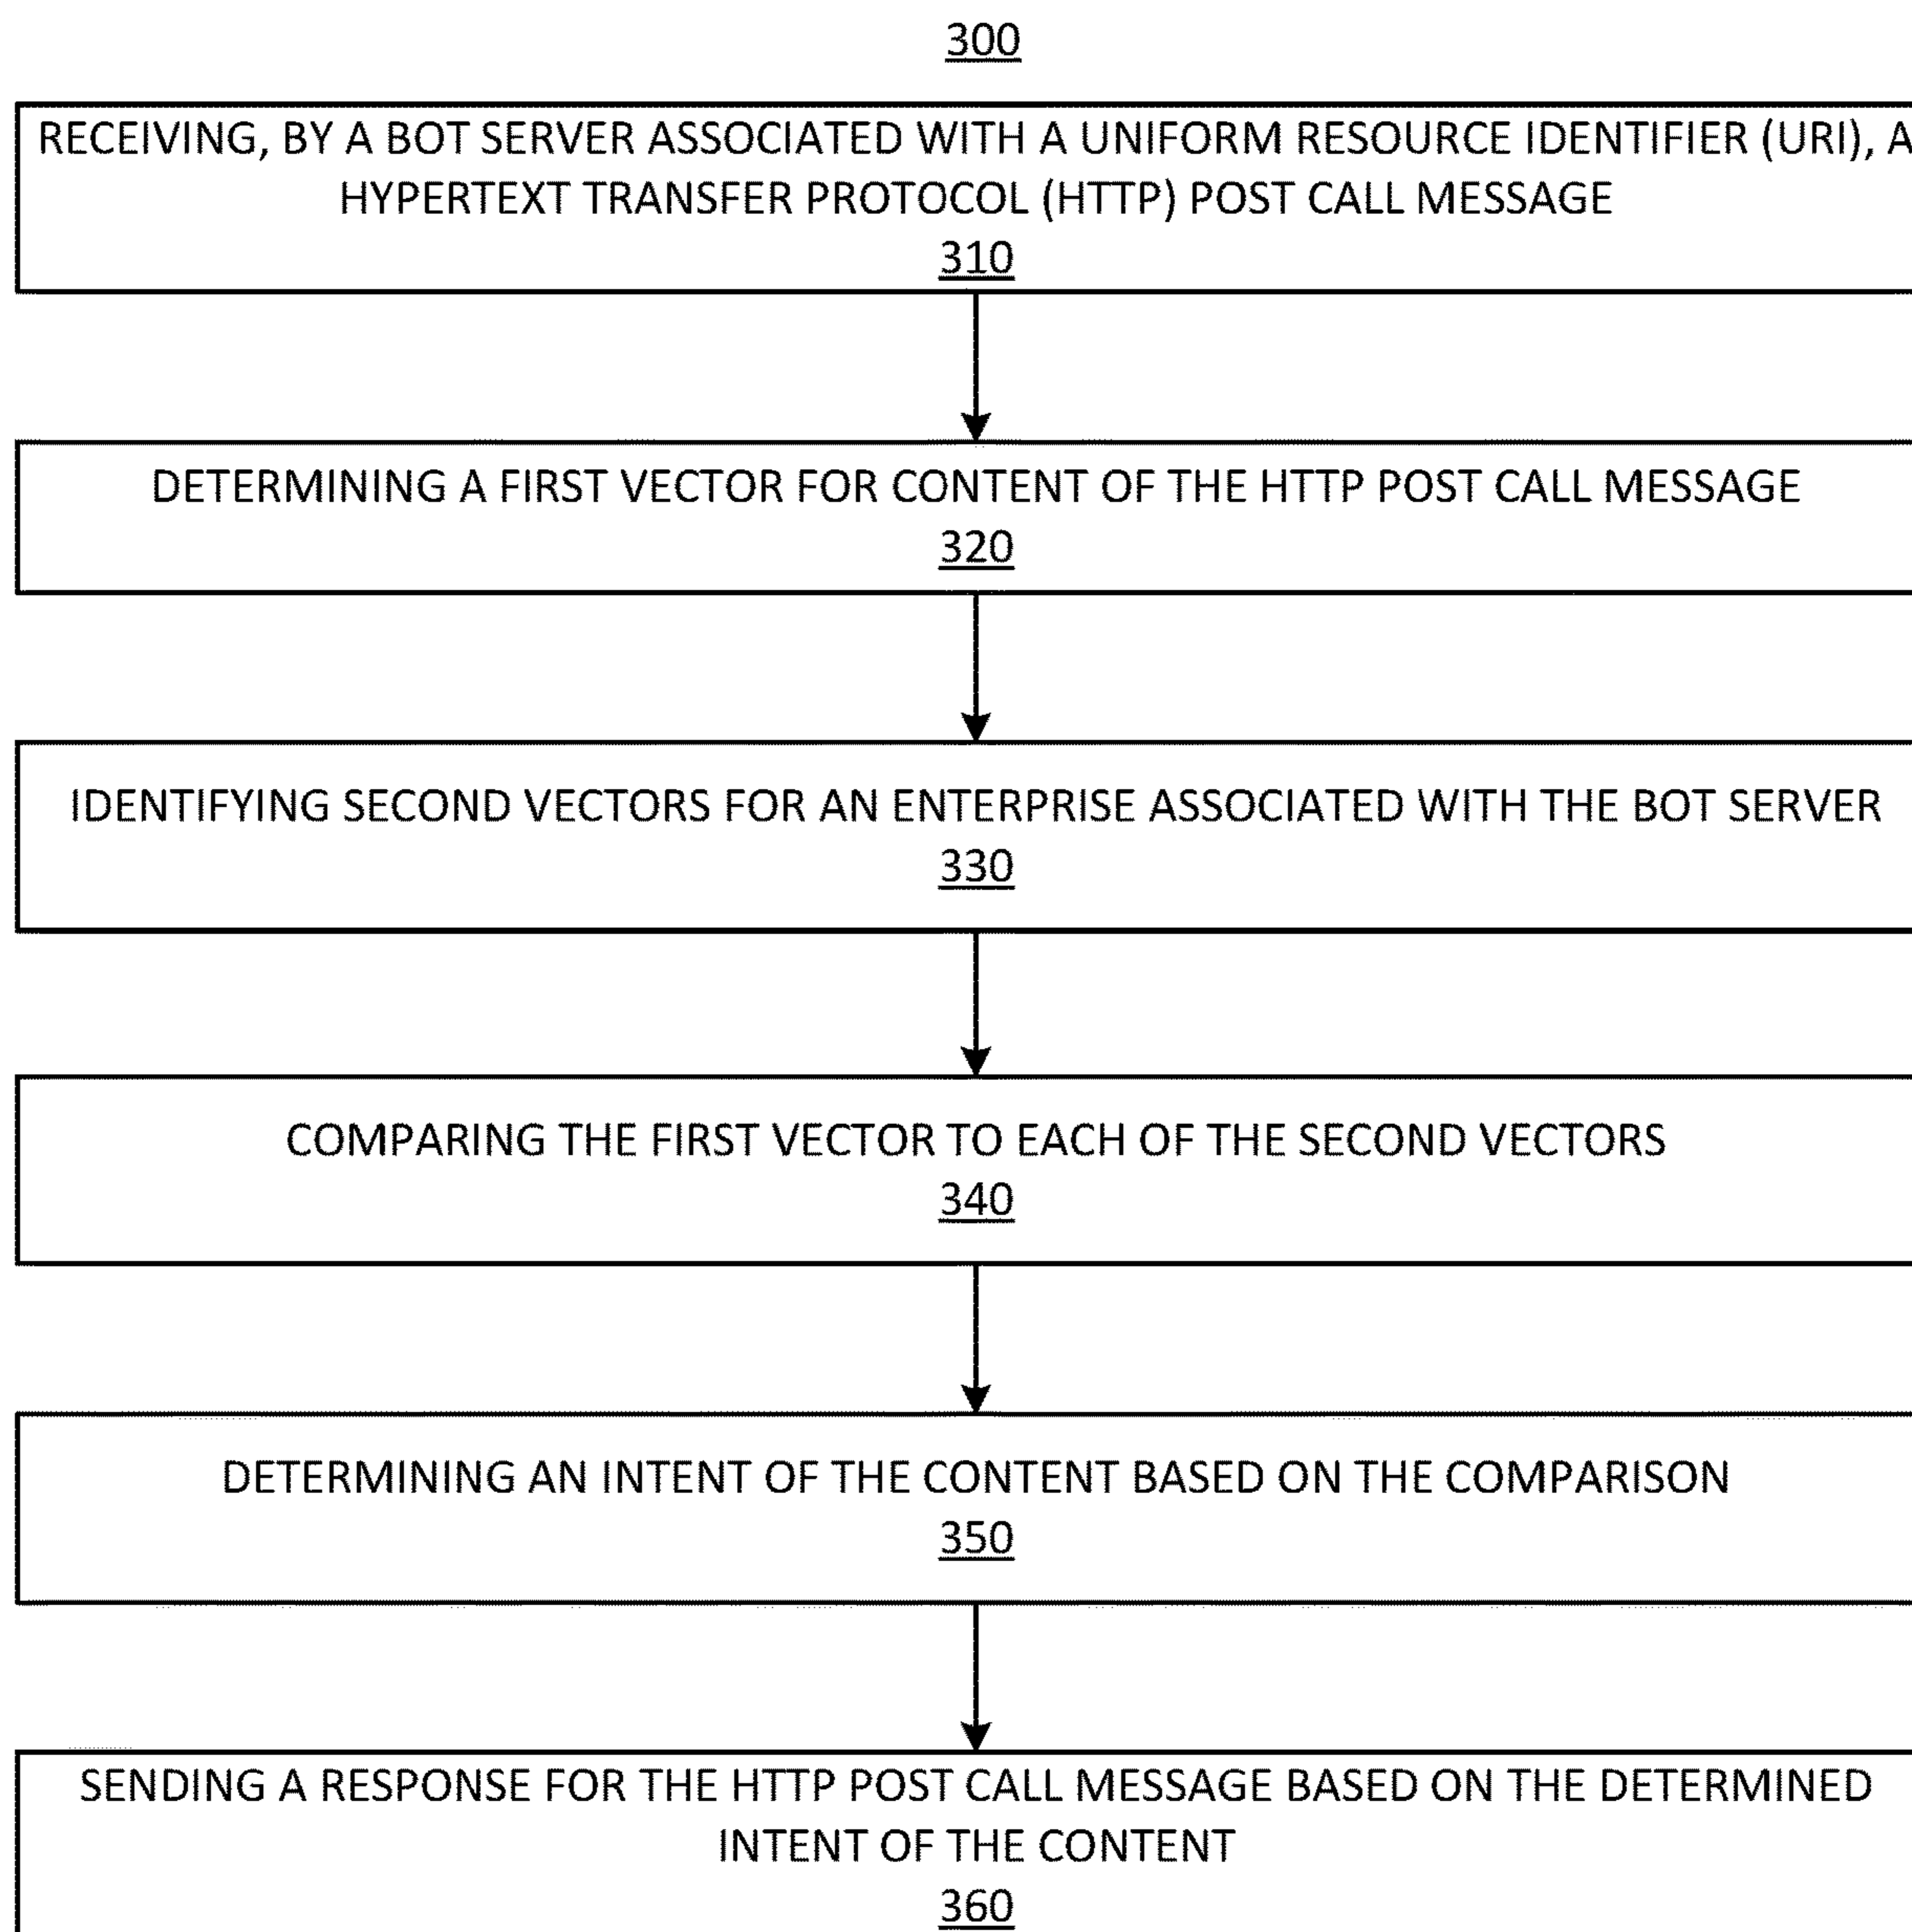 300
RECEIVING, BY A BOT SERVER ASSOCIATED WITH A UNIFORM RESOURCE IDENTIFIER (URI), A
HYPERTEXT TRANSFER PROTOCOL (HTTP) POST CALL MESSAGE
310
DETERMINING A FIRST VECTOR FOR CONTENT OF THE HTTP POST CALL MESSAGE
320
IDENTIFYING SECOND VECTORS FOR AN ENTERPRISE ASSOCIATED WITH THE BOT SERVER
330
COMPARING THE FIRST VECTOR TO EACH OF THE SECOND VECTORS
340
DETERMINING AN INTENT OF THE CONTENT BASED ON THE COMPARISON
350
SENDING A RESPONSE FOR THE HTTP POST CALL MESSAGE BASED ON THE DETERMINED
INTENT OF THE CONTENT
360